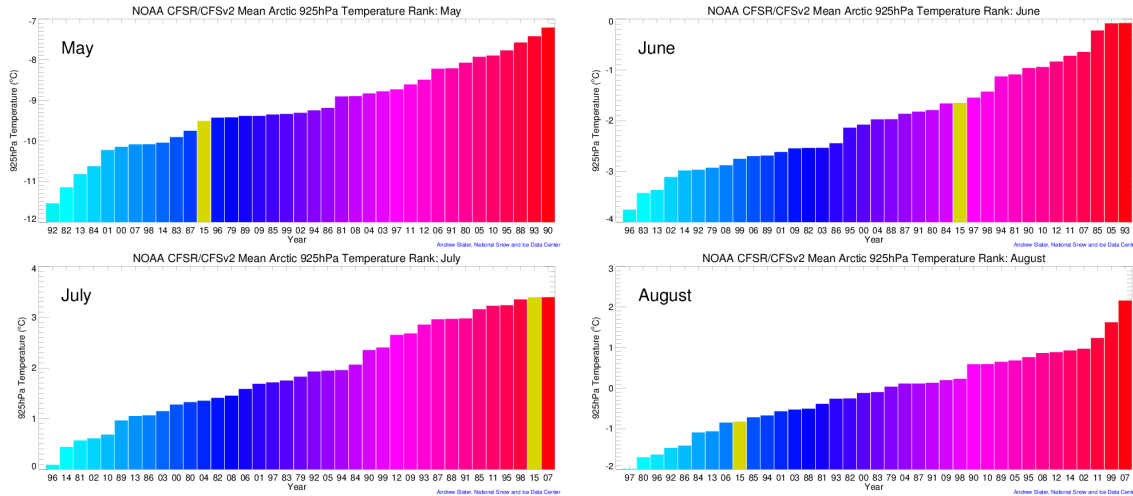 NOAA CFSR/CFSv2 Mean Arctic 925hPa Temperature Rank: May
May
925hPa Temperature (°C)
-7
-8
-9
-10
-11
-12
92 82 13 84 01 00 07 98 14 83 87 15 96 79 89 09 85 99 02 94 86 81 08 04 03 97 11 12 06 91 80 05 10 95 88 93 90
Year
Andrew Slater, National Snow and Ice Data Center
NOAA CFSR/CFSv2 Mean Arctic 925hPa Temperature Rank: June
June
925hPa Temperature (°C)
0
-1
-2
-3
-4
96 83 13 02 14 92 97 08 88 99 06 90 01 09 82 03 86 95 00 04 87 89 81 80 84 15 98 79 94 91 10 12 11 07 85 05 93
Year
Andrew Slater, National Snow and Ice Data Cent
NOAA CFSR/CFSv2 Mean Arctic 925hPa Temperature Rank: July
July
925hPa Temperature (°C)
4
3
2
1
0
96 14 81 02 10 89 13 86 03 00 80 04 82 08 06 01 97 83 79 92 05 94 84 90 99 12 09 93 87 88 91 85 11 95 98 15 07
Year
Andrew Slater, National Snow and Ice Data Center
NOAA CFSR/CFSv2 Mean Arctic 925hPa Temperature Rank: August
August
925hPa Temperature (°C)
3
2
1
0
-1
-2
97 80 96 92 86 84 13 06 15 85 94 01 03 83 88 93 82 00 81 79 04 87 91 09 98 90 10 89 05 95 08 12 14 02 11 99 07
Year
Andrew Slater, National Snow and Ice Data Cent